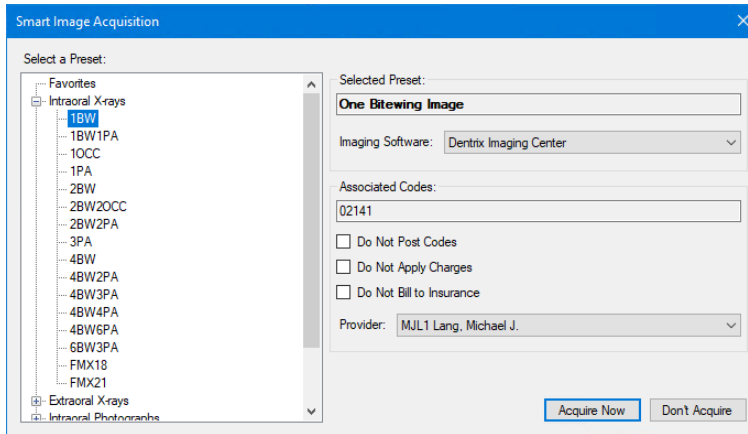 Smart Image Acquisition
Select a Preset:
Favorites
Intraoral X-rays
1BW
1BW1PA
1OCC
1PA
2BW
2BW2OCC
2BW2PA
3PA
4BW
4BW2PA
4BW3PA
4BW4PA
4BW6PA
6BW3PA
FMX18
FMX21
Extraoral X-rays
Intraoral Photographs
Selected Preset:
One Bitewing Image
Imaging Software: Dentrix Imaging Center
Associated Codes:
02141
Do Not Post Codes
Do Not Apply Charges
Do Not Bill to Insurance
Provider: MJL1 Lang, Michael J.
Acquire Now Don't Acquire